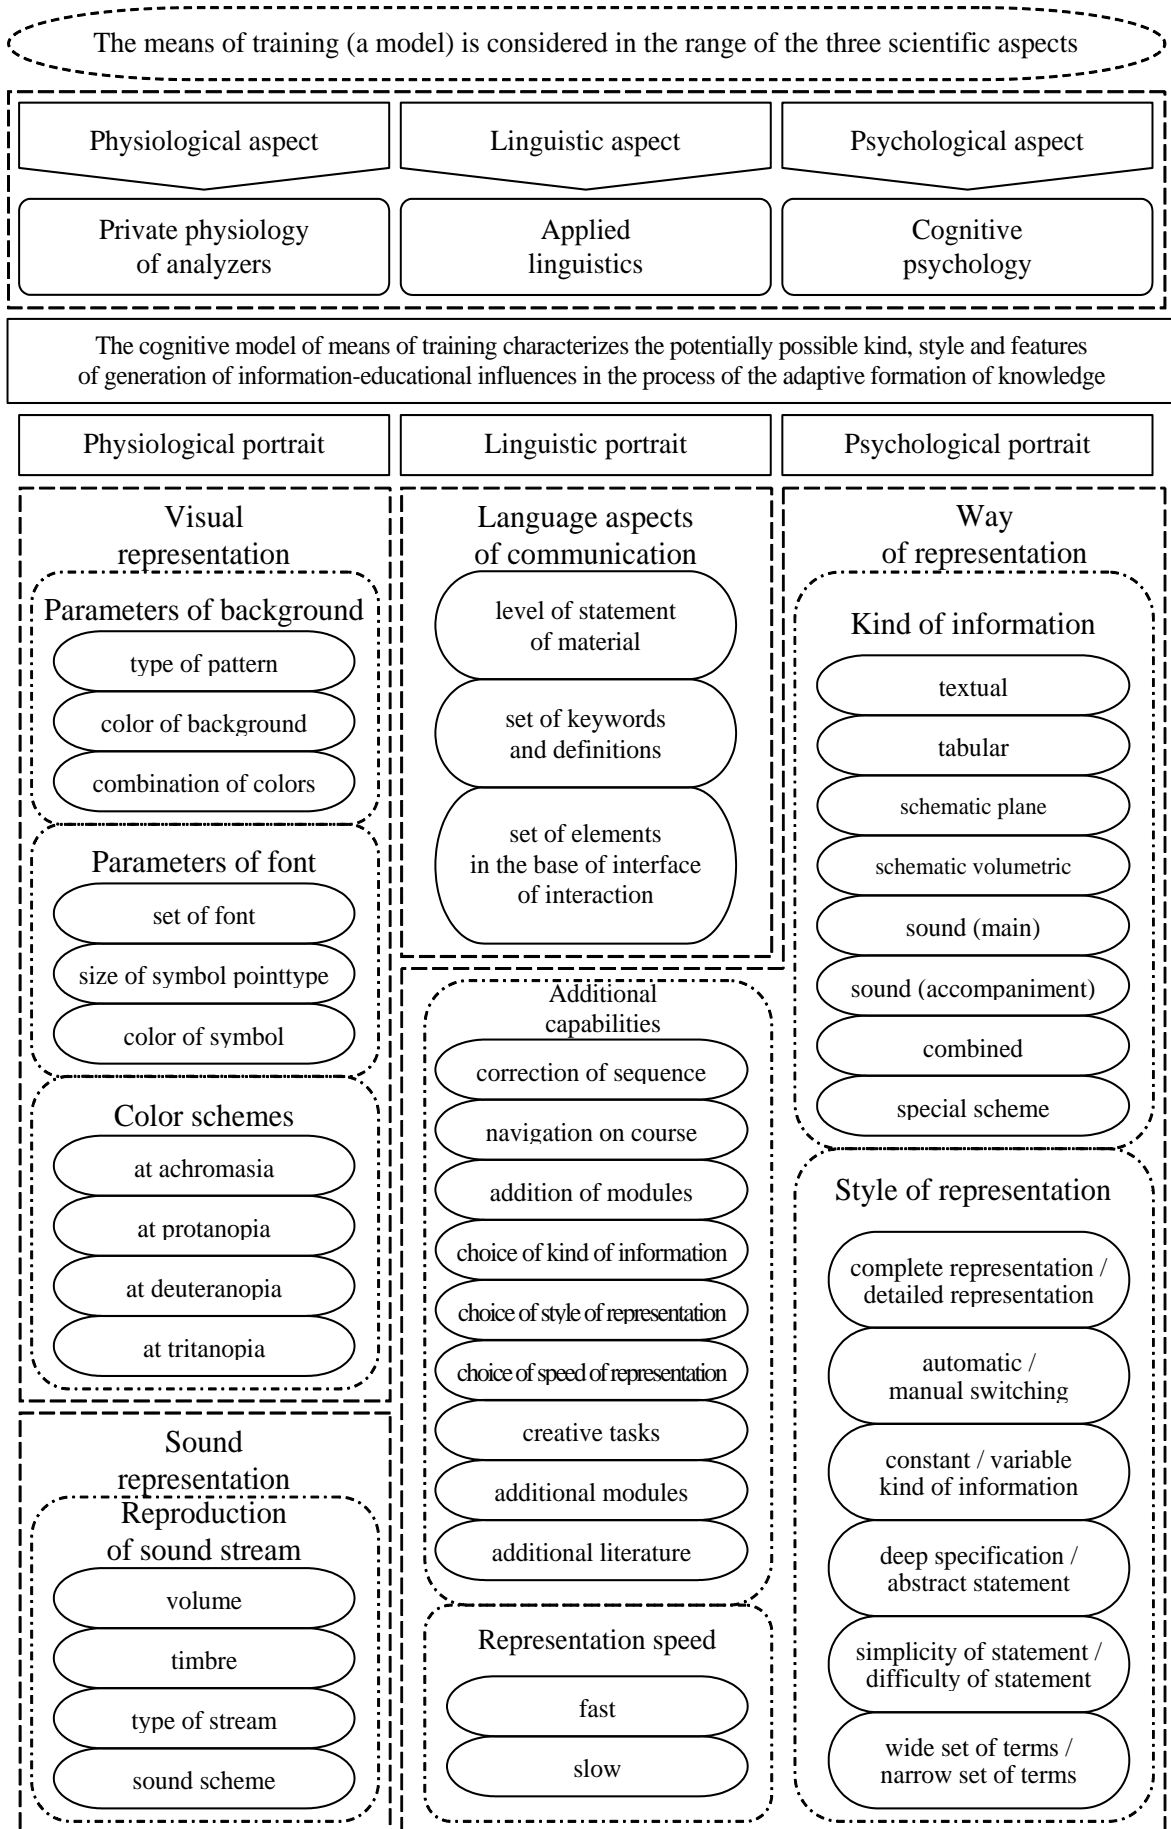 The means of training (a model) is considered in the range of the three scientific aspects
Physiological aspect
Linguistic aspect
Psychological aspect
Private physiology
of analyzers
Applied
linguistics
Cognitive
psychology
The cognitive model of means of training characterizes the potentially possible kind, style and features
of generation of information-educational influences in the process of the adaptive formation of knowledge
Physiological portrait
Linguistic portrait
Psychological portrait
Visual
representation
Parameters of background
type of pattern
color of background
combination of colors
Parameters of font
set of font
size of symbol pointtype
color of symbol
Color schemes
at achromasia
at protanopia
at deuteranopia
at tritanopia
Sound
representation
Reproduction
of sound stream
volume
timbre
type of stream
sound scheme
Language aspects
of communication
level of statement
of material
set of keywords
and definitions
set of elements
in the base of interface
of interaction
Additional
capabilities
correction of sequence
navigation on course
addition of modules
choice of kind of information
choice of style of representation
choice of speed of representation
creative tasks
additional modules
additional literature
Representation speed
fast
slow
Way
of representation
Kind of information
textual
tabular
schematic plane
schematic volumetric
sound (main)
sound (accompaniment)
combined
special scheme
Style of representation
complete representation /
detailed representation
automatic /
manual switching
constant / variable
kind of information
deep specification /
abstract statement
simplicity of statement /
difficulty of statement
wide set of terms /
narrow set of terms